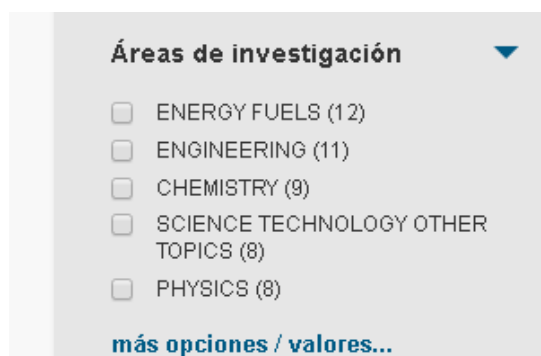 Áreas de investigación
ENERGY FUELS (12)
ENGINEERING (11)
CHEMISTRY (9)
SCIENCE TECHNOLOGY OTHER
TOPICS (8)
PHYSICS (8)
más opciones / valores...